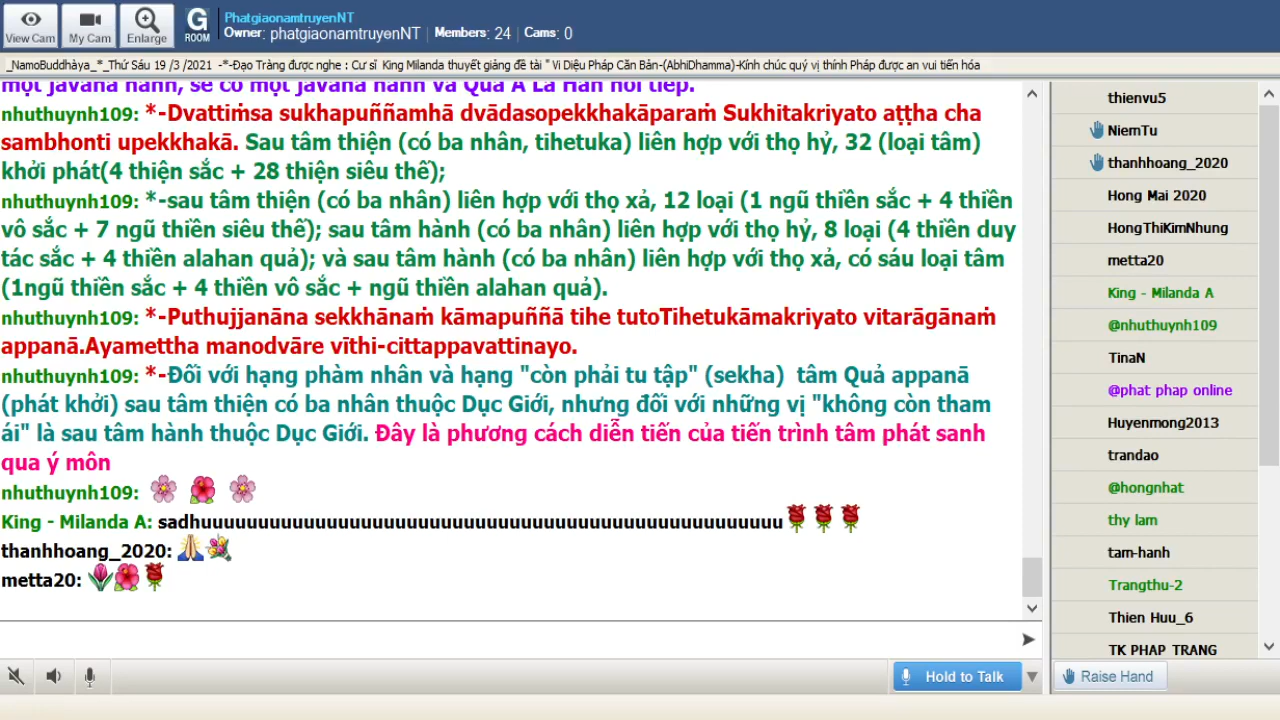 View Cam
My Cam
Enlarge
G
ROOM
PhatgiaonamtruyenNT
Owner: phatgiaonamtruyenNT | Members: 24 | Cams: 0
_NamoBuddhàya_*_Thứ Sáu 19 /3 /2021 -*-Đạo Tràng được nghe : Cư sĩ King Milanda thuyết giảng đề tài " Vi Diệu Pháp Căn Bản-(AbhiDhamma)-Kính chúc quý vị thính Pháp được an vui tiến hóa
một javana hành, sẽ có một javana hành và Quả A La Hán nối tiếp.
nhuthuynh109: *-Dvattiṁsa sukhapuññamhā dvādasopekkhakāparaṁ Sukhitakriyato aṭṭha cha
sambhonti upekkhakā. Sau tâm thiện (có ba nhân, tihetuka) liên hợp với thọ hỷ, 32 (loại tâm)
khởi phát(4 thiện sắc + 28 thiện siêu thế);
nhuthuynh109: *-sau tâm thiện (có ba nhân) liên hợp với thọ xả, 12 loại (1 ngũ thiền sắc + 4 thiền
vô sắc + 7 ngũ thiền siêu thế); sau tâm hành (có ba nhân) liên hợp với thọ hỷ, 8 loại (4 thiền duy
tác sắc + 4 thiền alahan quả); và sau tâm hành (có ba nhân) liên hợp với thọ xả, có sáu loại tâm
(1ngũ thiền sắc + 4 thiền vô sắc + ngũ thiền alahan quả).
nhuthuynh109: *-Puthujjanāna sekkhānaṁ kāmapuññā tihe tutoTihetukāmakriyato vitarāgānaṁ
appanā.Ayamettha manodvāre vīthi-cittappavattinayo.
nhuthuynh109: *-Đối với hạng phàm nhân và hạng "còn phải tu tập" (sekha) tâm Quả appanā
(phát khởi) sau tâm thiện có ba nhân thuộc Dục Giới, nhưng đối với những vị "không còn tham
ái" là sau tâm hành thuộc Dục Giới. Đây là phương cách diễn tiến của tiến trình tâm phát sanh
qua ý môn
nhuthuynh109:
King - Milanda A: sadhuuuuuuuuuuuuuuuuuuuuuuuuuuuuuuuuuuuuuuuuuuuuuuuuuuu
thanhhoang_2020:
metta20:
Hold to Talk
thienvu5
NiemTu
thanhhoang_2020
Hong Mai 2020
HongThiKimNhung
metta20
King - Milanda A
@nhuthuynh109
TinaN
@phat phap online
Huyenmong2013
trandao
@hongnhat
thy lam
tam-hanh
Trangthu-2
Thien Huu_6
TK PHAP TRANG
Raise Hand